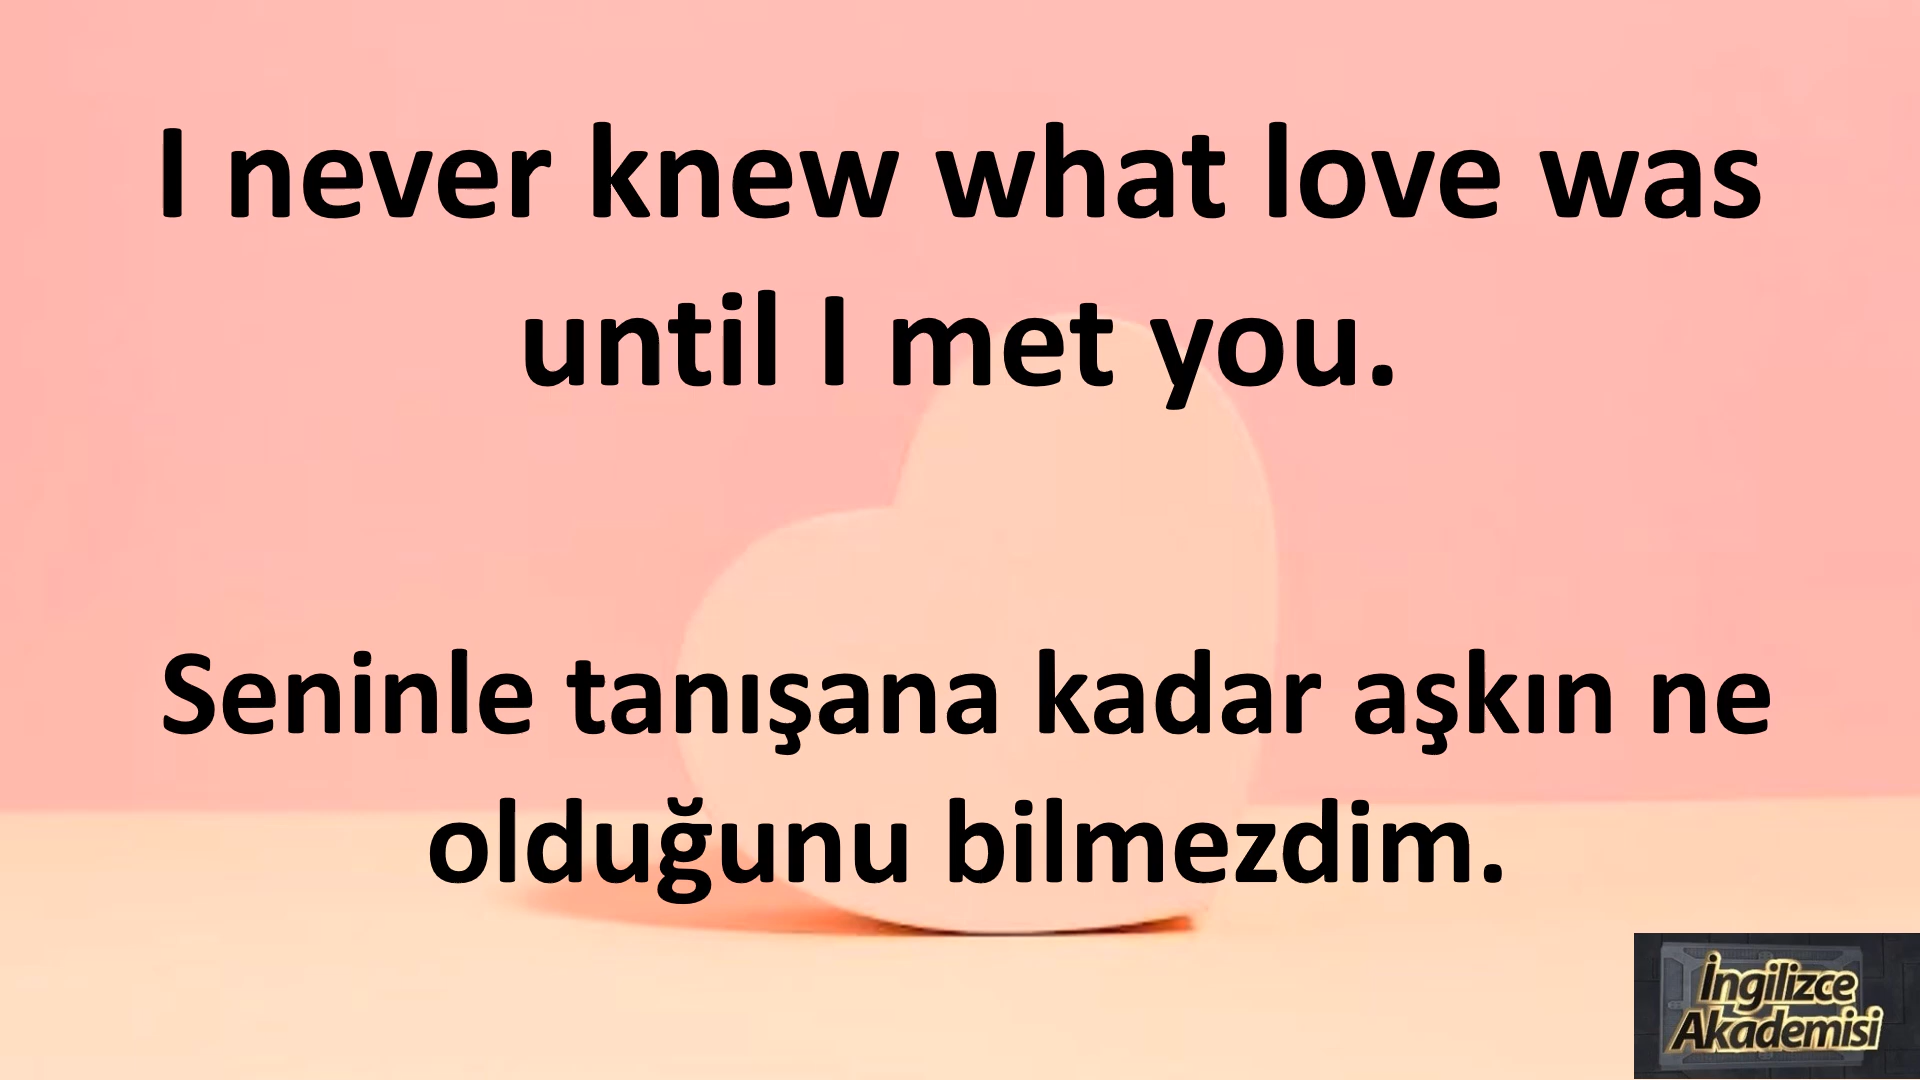 I never knew what love was
until I met you.
Seninle tanışana kadar aşkın ne
olduğunu bilmezdim.
İngilizce
Akademisi